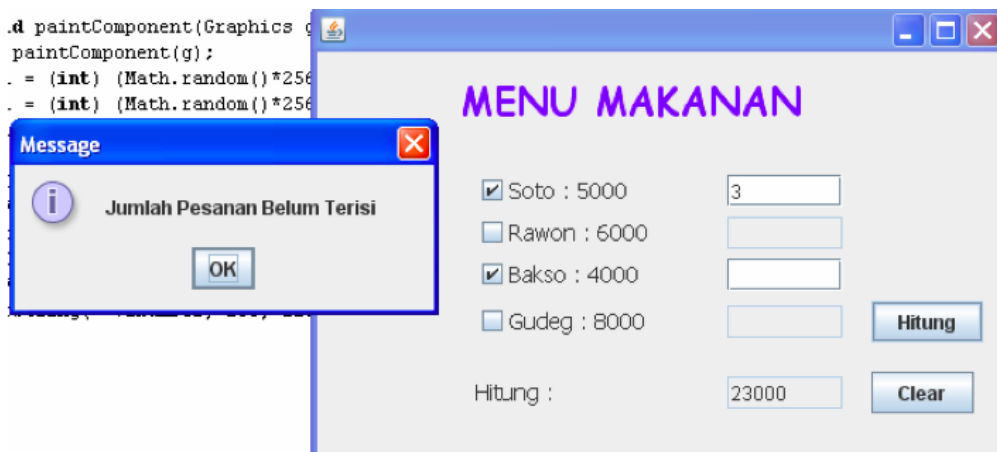 d paintComponent(Graphics
paintComponent(g);
= (int) (Math.random()*256
= (int) (Math.random()*256
MENU MAKANAN
Message
Jumlah Pesanan Belum Terisi
OK
Soto : 5000 3
Rawon : 6000
Bakso : 4000
Gudeg : 8000 Hitung
Hitung : 23000 Clear